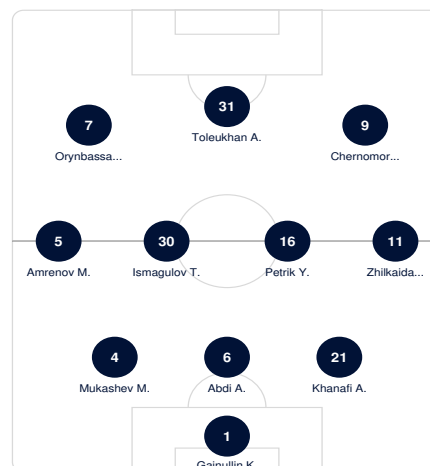 31
7
9
Toleukhan A.
Orynbassa...
Chernomor...
5
30
16
11
Amrenov M.
Ismagulov T.
Petrik Y.
Zhilkaida...
4
6
21
Mukashev M.
Abdi A.
Khanafi A.
1
Gainullin K.